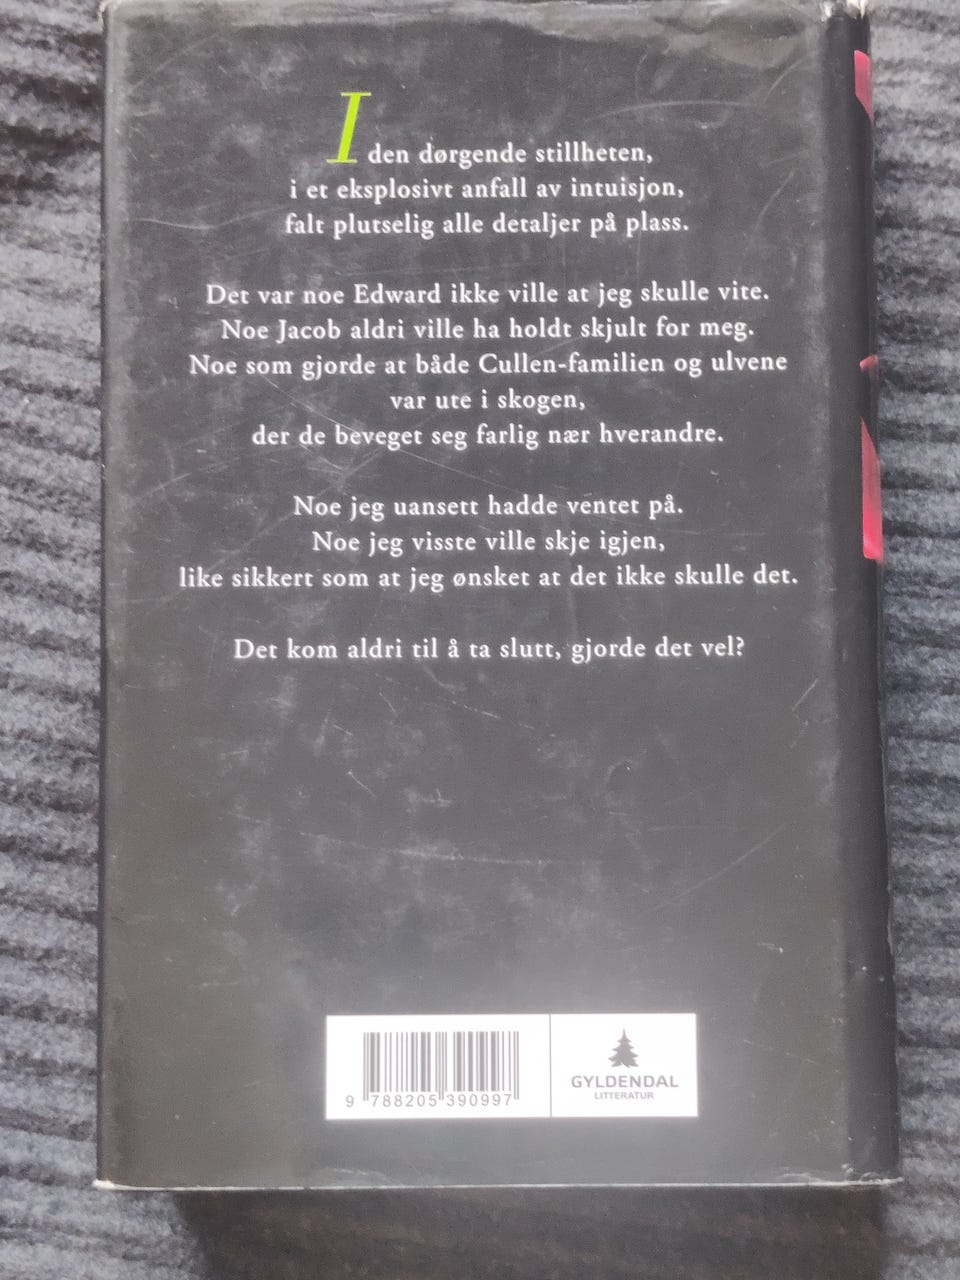 I den dørgende stillheten,
i et eksplosivt anfall av intuisjon,
falt plutselig alle detaljer på plass.
Det var noe Edward ikke ville at jeg skulle vite.
Noe Jacob aldri ville ha holdt skjult for meg.
Noe som gjorde at både Cullen-familien og ulvene
var ute i skogen,
der de beveget seg farlig nær hverandre.
Noe jeg uansett hadde ventet på.
Noe jeg visste ville skje igjen,
like sikkert som at jeg ønsket at det ikke skulle det.
Det kom aldri til å ta slutt, gjorde det vel?
9 788205 390997
GYLDENDAL
LITTERATUR